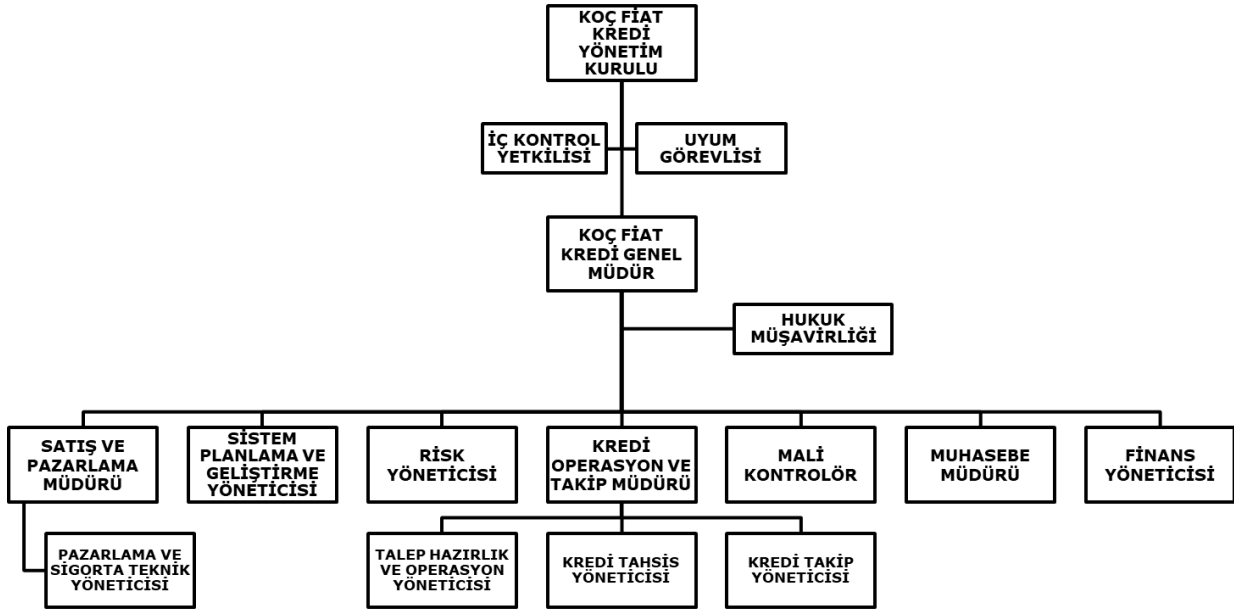 KOÇ FİAT
KREDİ
YÖNETİM
KURULU
İÇ KONTROL
YETKİLİSİ
UYUM
GÖREVLİSİ
KOÇ FİAT
KREDİ GENEL
MÜDÜR
HUKUK
MÜŞAVİRLİĞİ
SATIŞ VE
PAZARLAMA
MÜDÜRÜ
SİSTEM
PLANLAMA VE
GELİŞTİRME
YÖNETİCİSİ
RİSK
YÖNETİCİSİ
KREDİ
OPERASYON VE
TAKİP MÜDÜRÜ
MALİ
KONTROLÖR
MUHASEBE
MÜDÜRÜ
FİNANS
YÖNETİCİSİ
PAZARLAMA VE
SİGORTA TEKNİK
YÖNETİCİSİ
TALEP HAZIRLIK
VE OPERASYON
YÖNETİCİSİ
KREDİ TAHSİS
YÖNETİCİSİ
KREDİ TAKİP
YÖNETİCİSİ